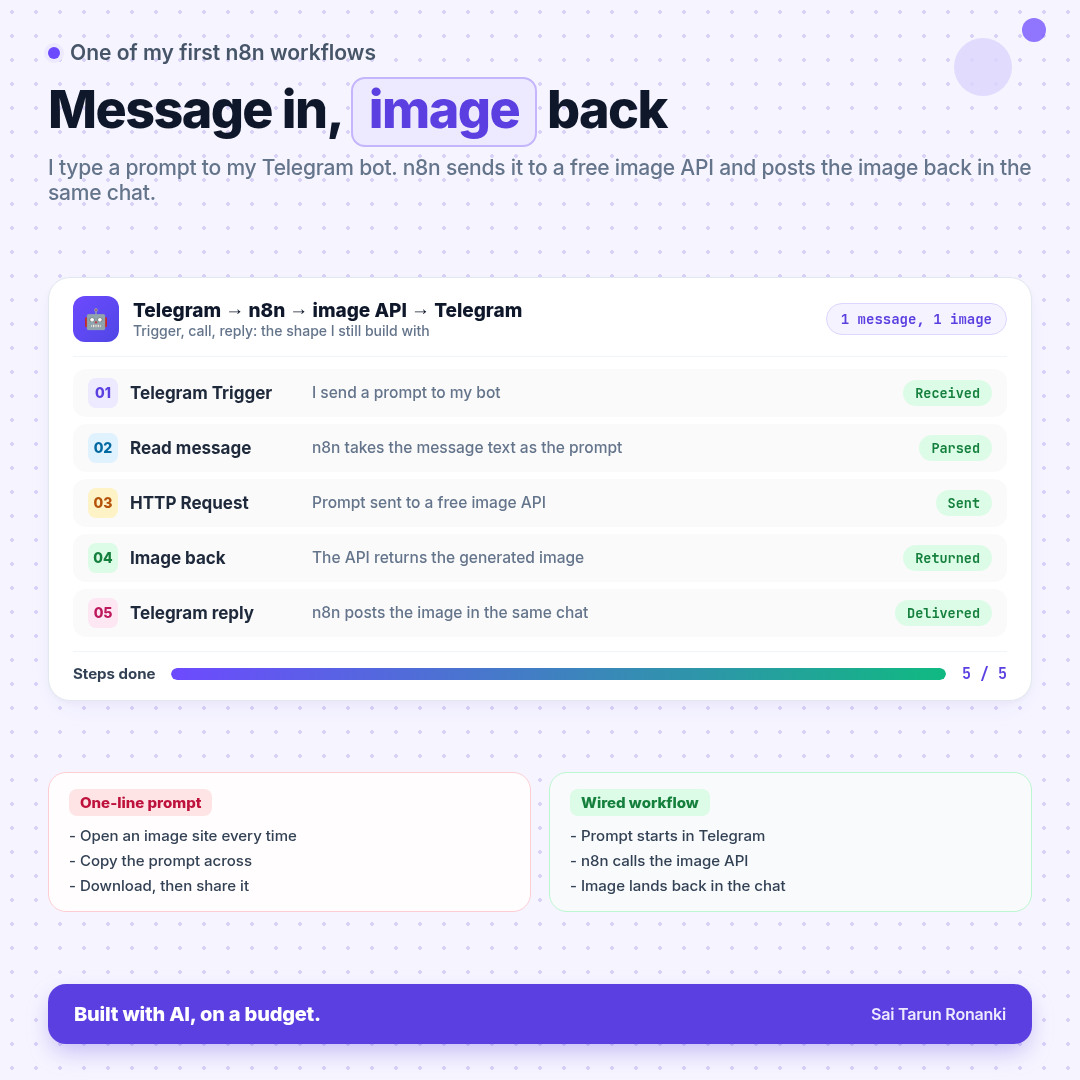 One of my first n8n workflows
Message in, image back
I type a prompt to my Telegram bot. n8n sends it to a free image API and posts the image back in the
same chat.
Telegram → n8n → image API → Telegram
Trigger, call, reply: the shape I still build with
1 message, 1 image
01 Telegram Trigger I send a prompt to my bot Received
02 Read message n8n takes the message text as the prompt Parsed
03 HTTP Request Prompt sent to a free image API Sent
04 Image back The API returns the generated image Returned
05 Telegram reply n8n posts the image in the same chat Delivered
Steps done 5 / 5
One-line prompt
- Open an image site every time
- Copy the prompt across
- Download, then share it
Wired workflow
- Prompt starts in Telegram
- n8n calls the image API
- Image lands back in the chat
Built with AI, on a budget. Sai Tarun Ronanki